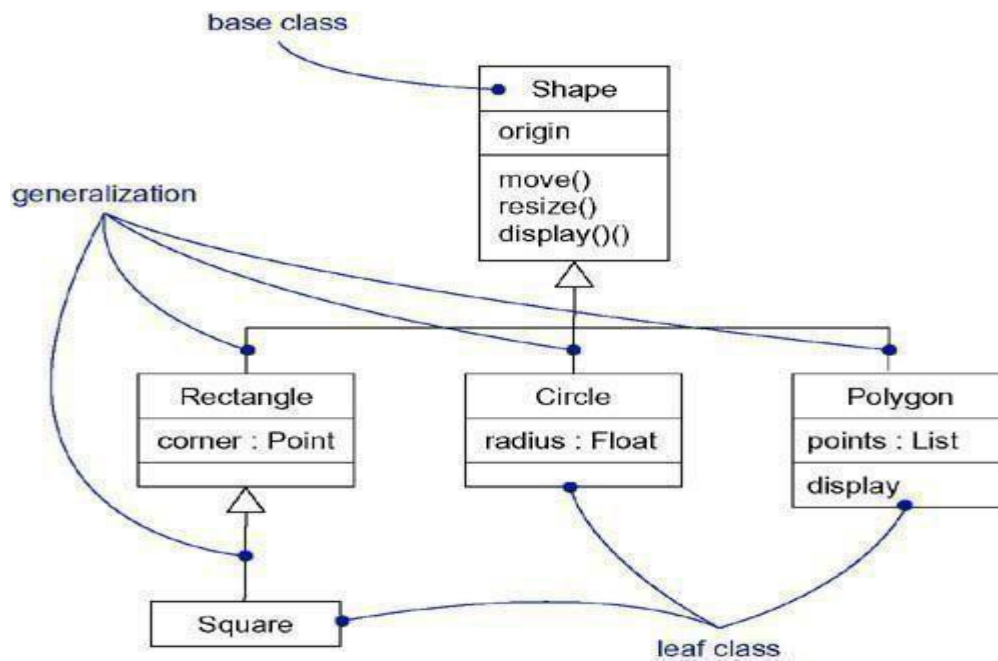 base class
Shape
origin
move()
resize()
display()()
generalization
Rectangle
corner : Point
Circle
radius : Float
Polygon
points : List
display
Square
leaf class